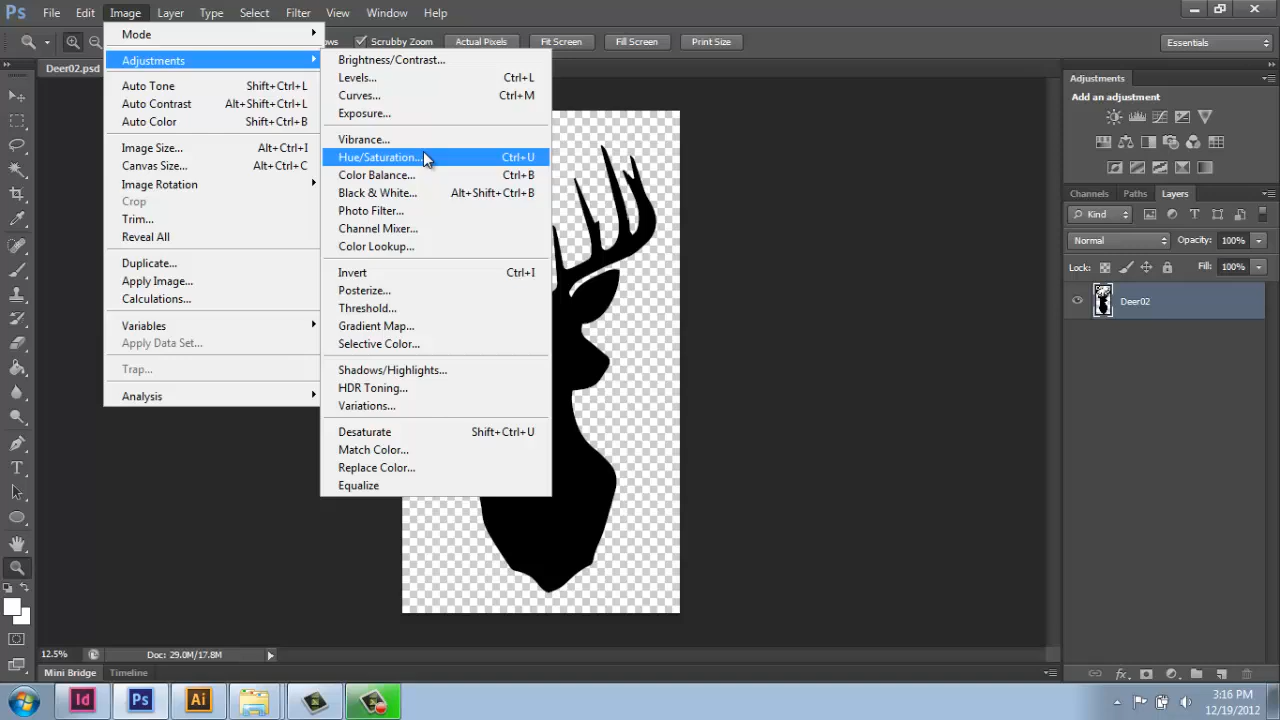 Ps File Edit Image Layer Type Select Filter View Window Help
Scrubby Zoom Actual Pixels Fit Screen Fill Screen Print Size Essentials
Deer02.psd
Mode
Adjustments
Auto Tone Shift+Ctrl+L
Auto Contrast Alt+Shift+Ctrl+L
Auto Color Shift+Ctrl+B
Image Size... Alt+Ctrl+I
Canvas Size... Alt+Ctrl+C
Image Rotation
Crop
Trim...
Reveal All
Duplicate...
Apply Image...
Calculations...
Variables
Apply Data Set...
Trap...
Analysis
Brightness/Contrast...
Levels... Ctrl+L
Curves... Ctrl+M
Exposure...
Vibrance...
Hue/Saturation... Ctrl+U
Color Balance... Ctrl+B
Black & White... Alt+Shift+Ctrl+B
Photo Filter...
Channel Mixer...
Color Lookup...
Invert Ctrl+I
Posterize...
Threshold...
Gradient Map...
Selective Color...
Shadows/Highlights...
HDR Toning...
Variations...
Desaturate Shift+Ctrl+U
Match Color...
Replace Color...
Equalize
Adjustments
Add an adjustment
Channels Paths Layers
Kind
Normal Opacity: 100%
Lock: Fill: 100%
Deer02
12.5% Doc: 29.0M/17.8M
Mini Bridge Timeline
Id Ps Ai
3:16 PM
12/19/2012